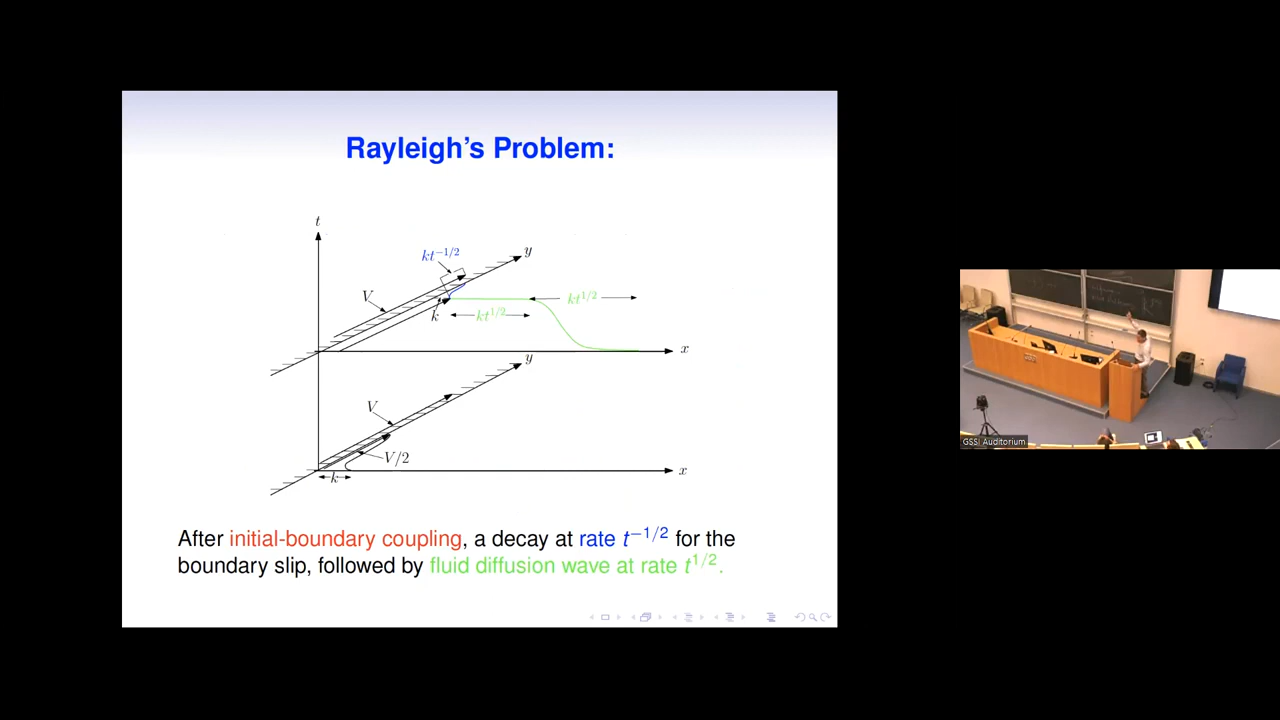 Rayleigh's Problem:
t
kt^{-1/2}
y
V
kt^{1/2}
k
kt^{1/2}
x
y
V
V/2
k
x
After initial-boundary coupling, a decay at rate t^{-1/2} for the
boundary slip, followed by fluid diffusion wave at rate t^{1/2}.
GSSI Auditorium